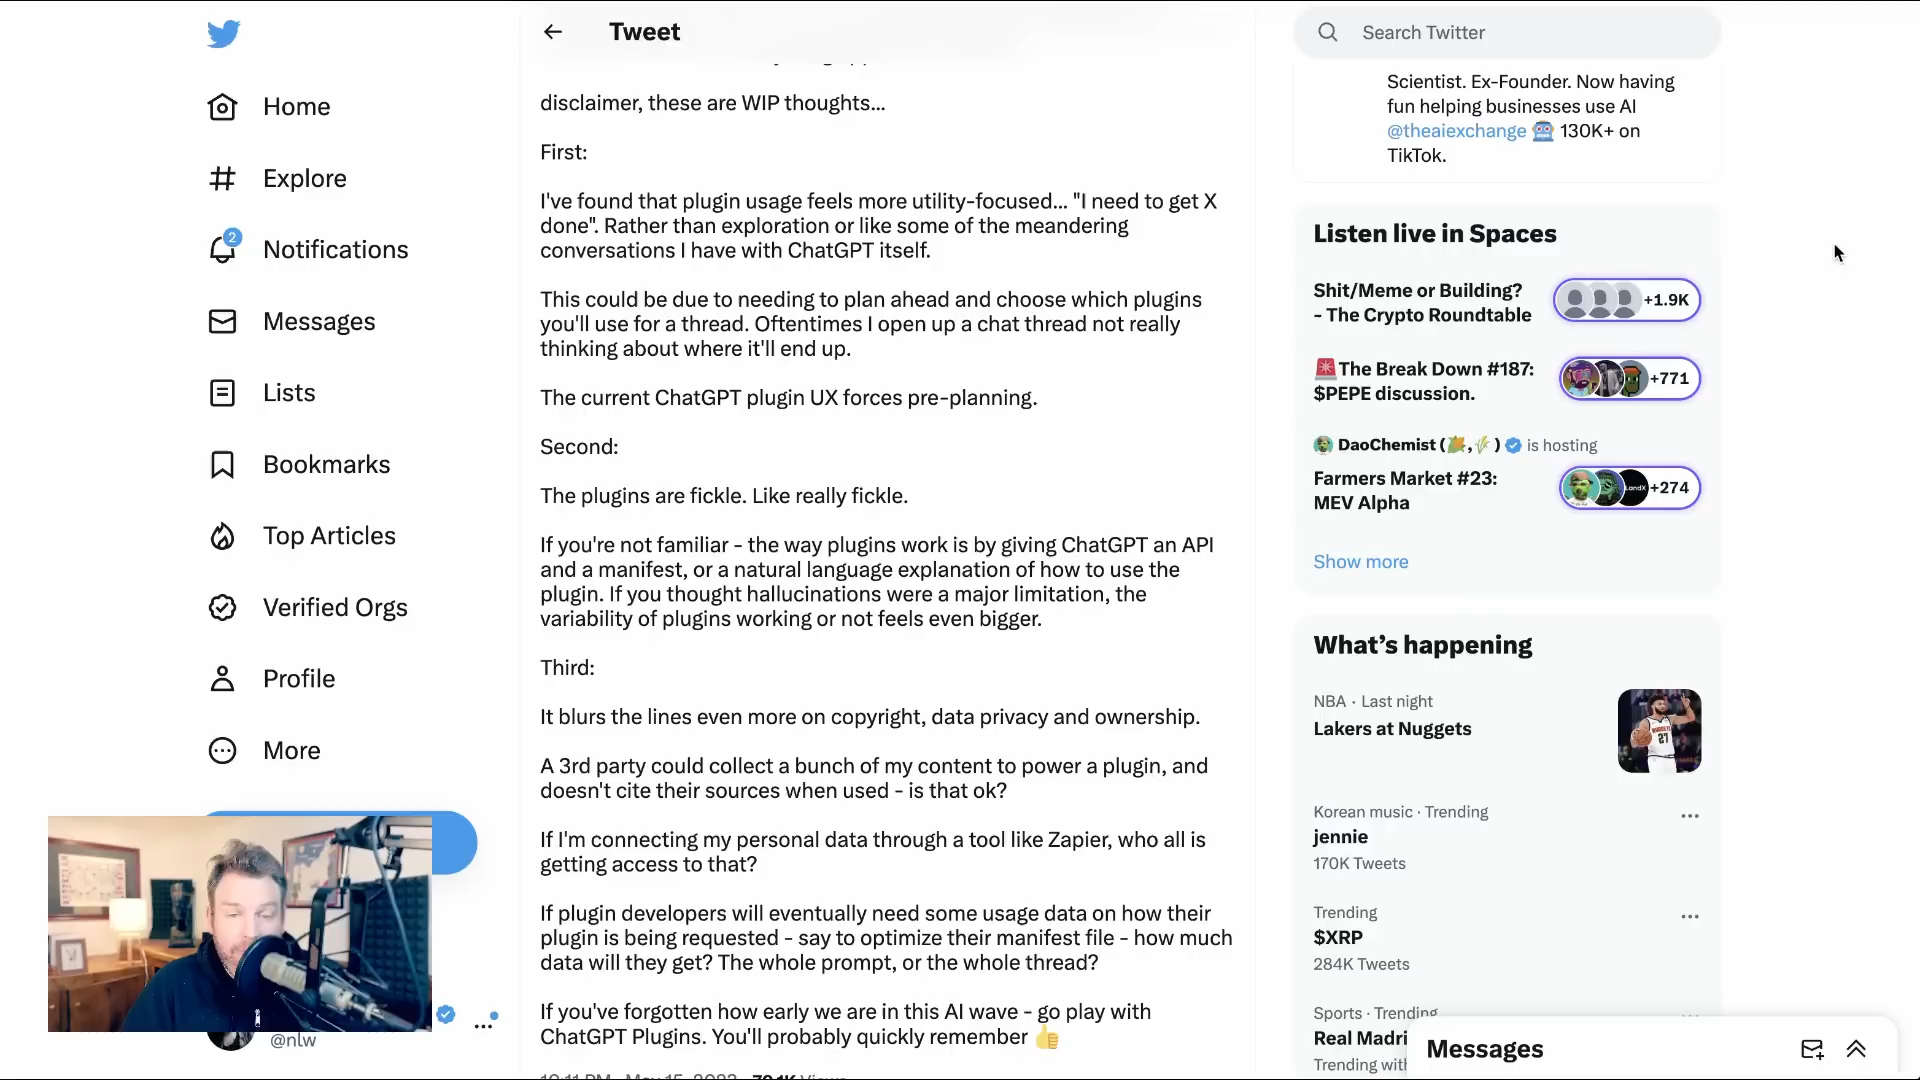 Home
Explore
2
Notifications
Messages
Lists
Bookmarks
Top Articles
Verified Orgs
Profile
More
@nlw
Tweet
disclaimer, these are WIP thoughts...
First:
I've found that plugin usage feels more utility-focused... "I need to get X
done". Rather than exploration or like some of the meandering
conversations I have with ChatGPT itself.
This could be due to needing to plan ahead and choose which plugins
you'll use for a thread. Oftentimes I open up a chat thread not really
thinking about where it'll end up.
The current ChatGPT plugin UX forces pre-planning.
Second:
The plugins are fickle. Like really fickle.
If you're not familiar - the way plugins work is by giving ChatGPT an API
and a manifest, or a natural language explanation of how to use the
plugin. If you thought hallucinations were a major limitation, the
variability of plugins working or not feels even bigger.
Third:
It blurs the lines even more on copyright, data privacy and ownership.
A 3rd party could collect a bunch of my content to power a plugin, and
doesn't cite their sources when used - is that ok?
If I'm connecting my personal data through a tool like Zapier, who all is
getting access to that?
If plugin developers will eventually need some usage data on how their
plugin is being requested - say to optimize their manifest file - how much
data will they get? The whole prompt, or the whole thread?
If you've forgotten how early we are in this AI wave - go play with
ChatGPT Plugins. You'll probably quickly remember 👍
10:11 PM · May 15, 2023 · 79.1K Views
Search Twitter
Scientist. Ex-Founder. Now having
fun helping businesses use AI
@theaiexchange 🤖 130K+ on
TikTok.
Listen live in Spaces
Shit/Meme or Building?
- The Crypto Roundtable
+1.9K
🚨The Break Down #187:
$PEPE discussion.
+771
DaoChemist (🌽,🌾) is hosting
Farmers Market #23:
MEV Alpha
LandX
+274
Show more
What's happening
NBA · Last night
Lakers at Nuggets
Korean music · Trending
jennie
170K Tweets
Trending
$XRP
284K Tweets
Sports · Trending
Real Madri
Trending wit
Messages